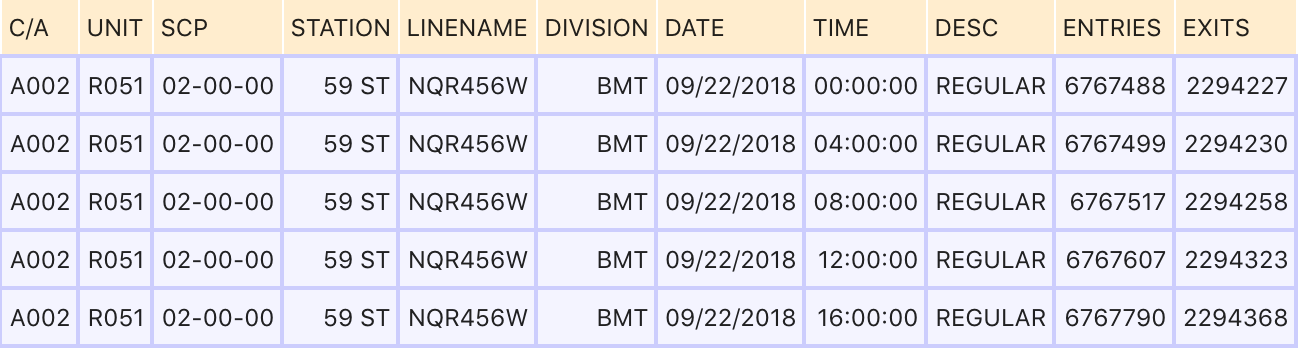 C/A UNIT SCP STATION LINENAME DIVISION DATE TIME DESC ENTRIES EXITS
A002 R051 02-00-00 59 ST NQR456W BMT 09/22/2018 00:00:00 REGULAR 6767488 2294227
A002 R051 02-00-00 59 ST NQR456W BMT 09/22/2018 04:00:00 REGULAR 6767499 2294230
A002 R051 02-00-00 59 ST NQR456W BMT 09/22/2018 08:00:00 REGULAR 6767517 2294258
A002 R051 02-00-00 59 ST NQR456W BMT 09/22/2018 12:00:00 REGULAR 6767607 2294323
A002 R051 02-00-00 59 ST NQR456W BMT 09/22/2018 16:00:00 REGULAR 6767790 2294368